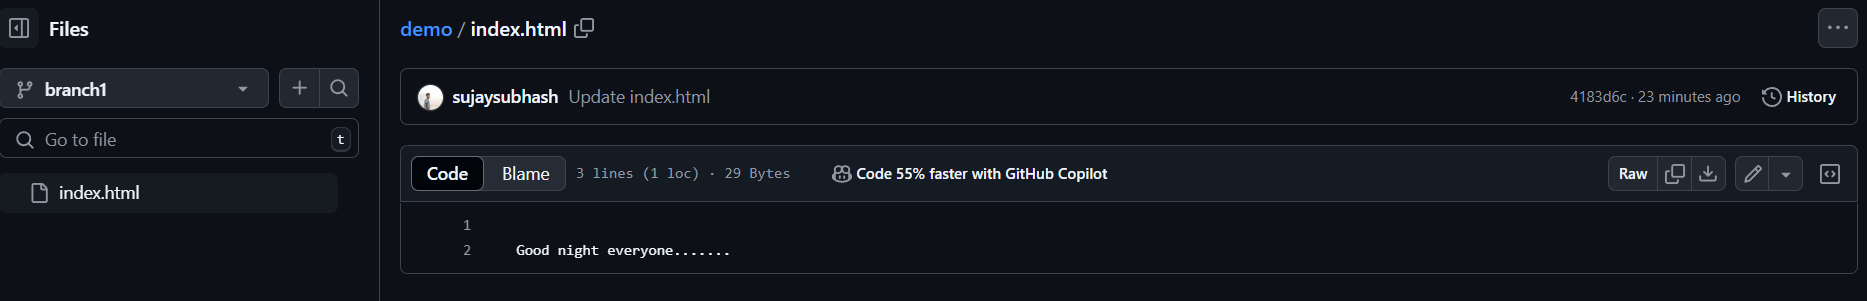 Files
demo / index.html
branch1
sujaysubhash Update index.html
4183d6c · 23 minutes ago
History
Go to file
t
Code
Blame
3 lines (1 loc) · 29 Bytes
Code 55% faster with GitHub Copilot
Raw
index.html
1
2 Good night everyone.......